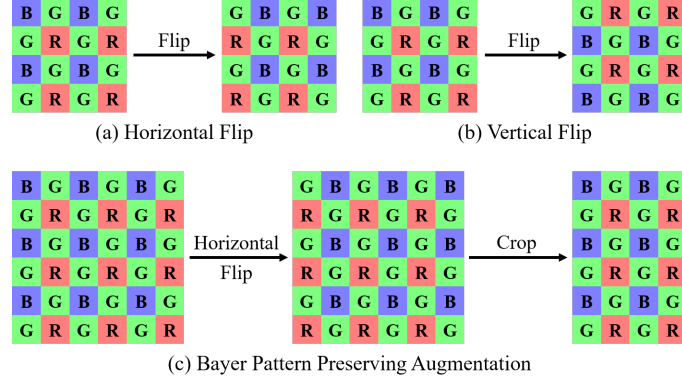 B G B G
G R G R
B G B G
G R G R
Flip
G B G B
R G R G
G B G B
R G R G
(a) Horizontal Flip
B G B G
G R G R
B G B G
G R G R
Flip
G R G R
B G B G
G R G R
B G B G
(b) Vertical Flip
B G B G B G
G R G R G R
B G B G B G
G R G R G R
B G B G B G
G R G R G R
Horizontal
Flip
G B G B G B
R G R G R G
G B G B G B
R G R G R G
G B G B G B
R G R G R G
Crop
B G B G
G R G R
B G B G
G R G R
B G B G
G R G R
(c) Bayer Pattern Preserving Augmentation